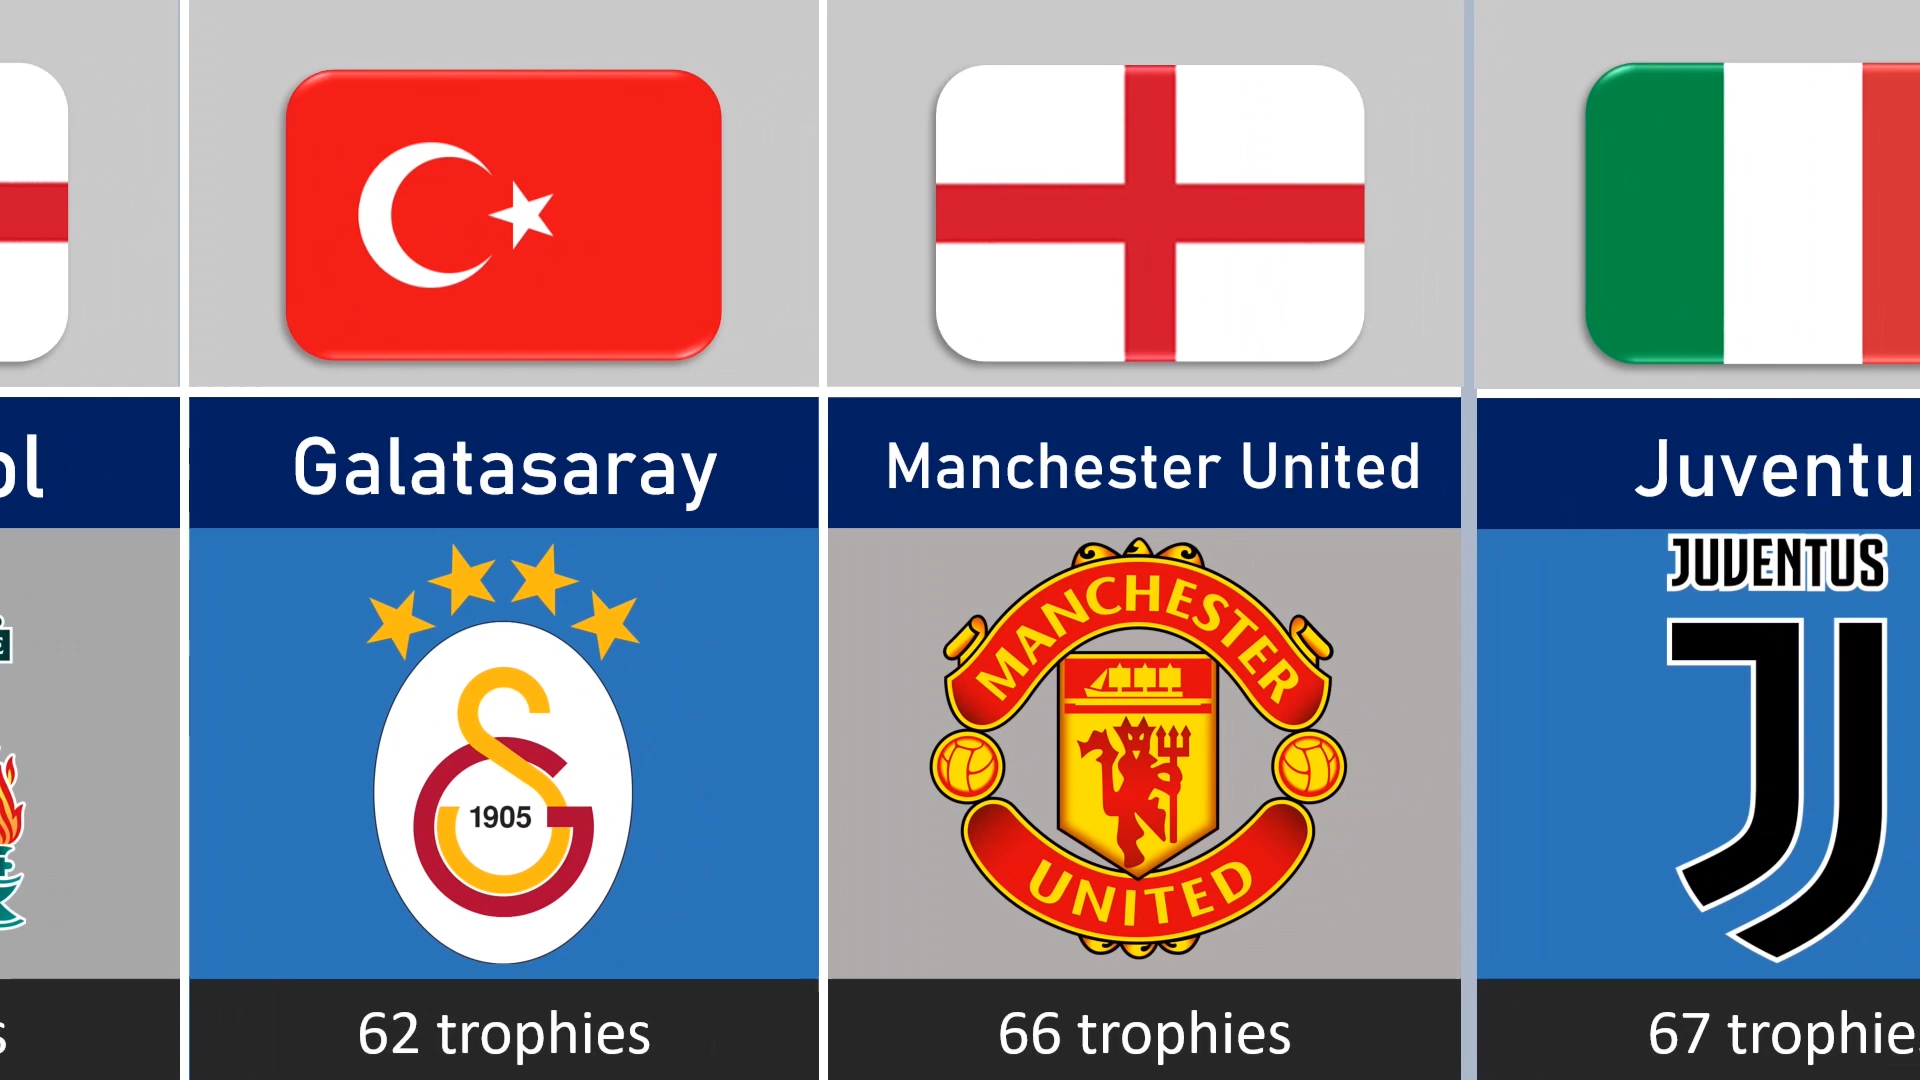 Galatasaray
Manchester United
Juventu
JUVENTUS
MANCHESTER
1905
UNITED
62 trophies
66 trophies
67 trophie